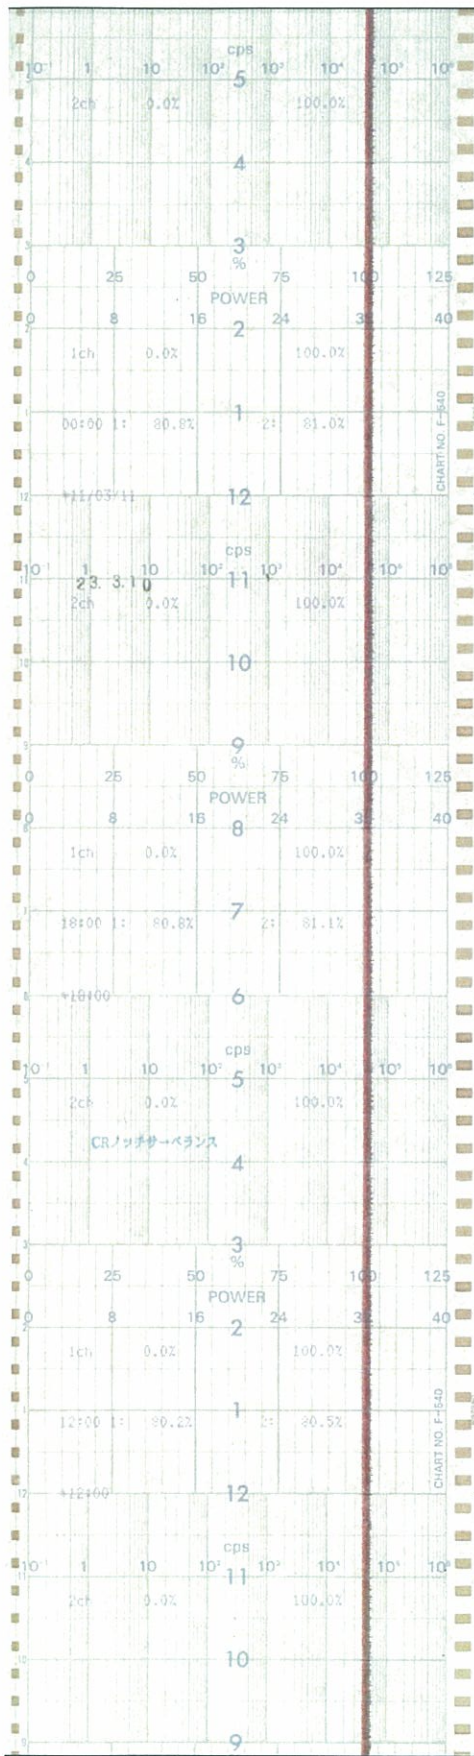 cps
10⁻¹ 1 10 10² 10³ 10⁴ 10⁵ 10⁶
5
2ch 0.0% 100.0%
4
3
%
0 25 50 75 100 125
POWER
0 8 16 24 32 40
2
1ch 0.0% 100.0%
1
00:00 1: 80.8% 2: 81.0%
CHART NO. F-540
*11/03/11
12
cps
10⁻¹ 1 10 10² 10³ 10⁴ 10⁵ 10⁶
11
23. 3.10
2ch 0.0% 100.0%
10
9
%
0 25 50 75 100 125
POWER
0 8 16 24 32 40
8
1ch 0.0% 100.0%
7
18:00 1: 80.8% 2: 81.1%
*18:00
6
cps
10⁻¹ 1 10 10² 10³ 10⁴ 10⁵ 10⁶
5
2ch 0.0% 100.0%
CRノッチサーベランス
4
3
%
0 25 50 75 100 125
POWER
0 8 16 24 32 40
2
1ch 0.0% 100.0%
1
12:00 1: 80.2% 2: 80.5%
CHART NO. F-540
*12:00
12
cps
10⁻¹ 1 10 10² 10³ 10⁴ 10⁵ 10⁶
11
2ch 0.0% 100.0%
10
9